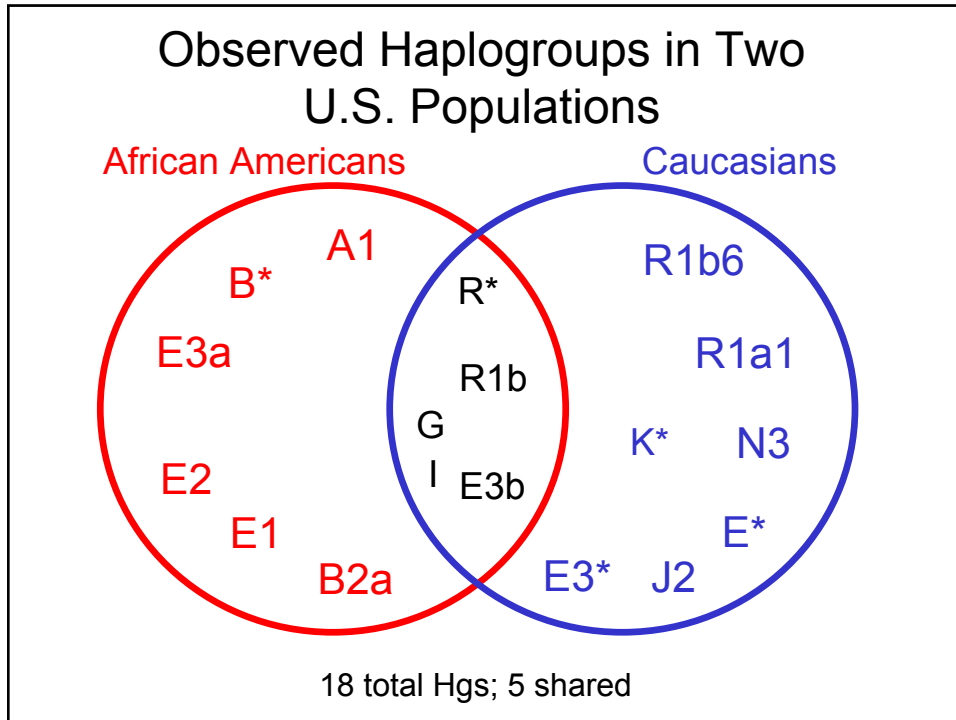 Observed Haplogroups in Two
U.S. Populations
African Americans
Caucasians
A1
B*
E3a
E2
E1
B2a
R*
R1b
G
I
E3b
R1b6
R1a1
K*
N3
E*
E3*
J2
18 total Hgs; 5 shared